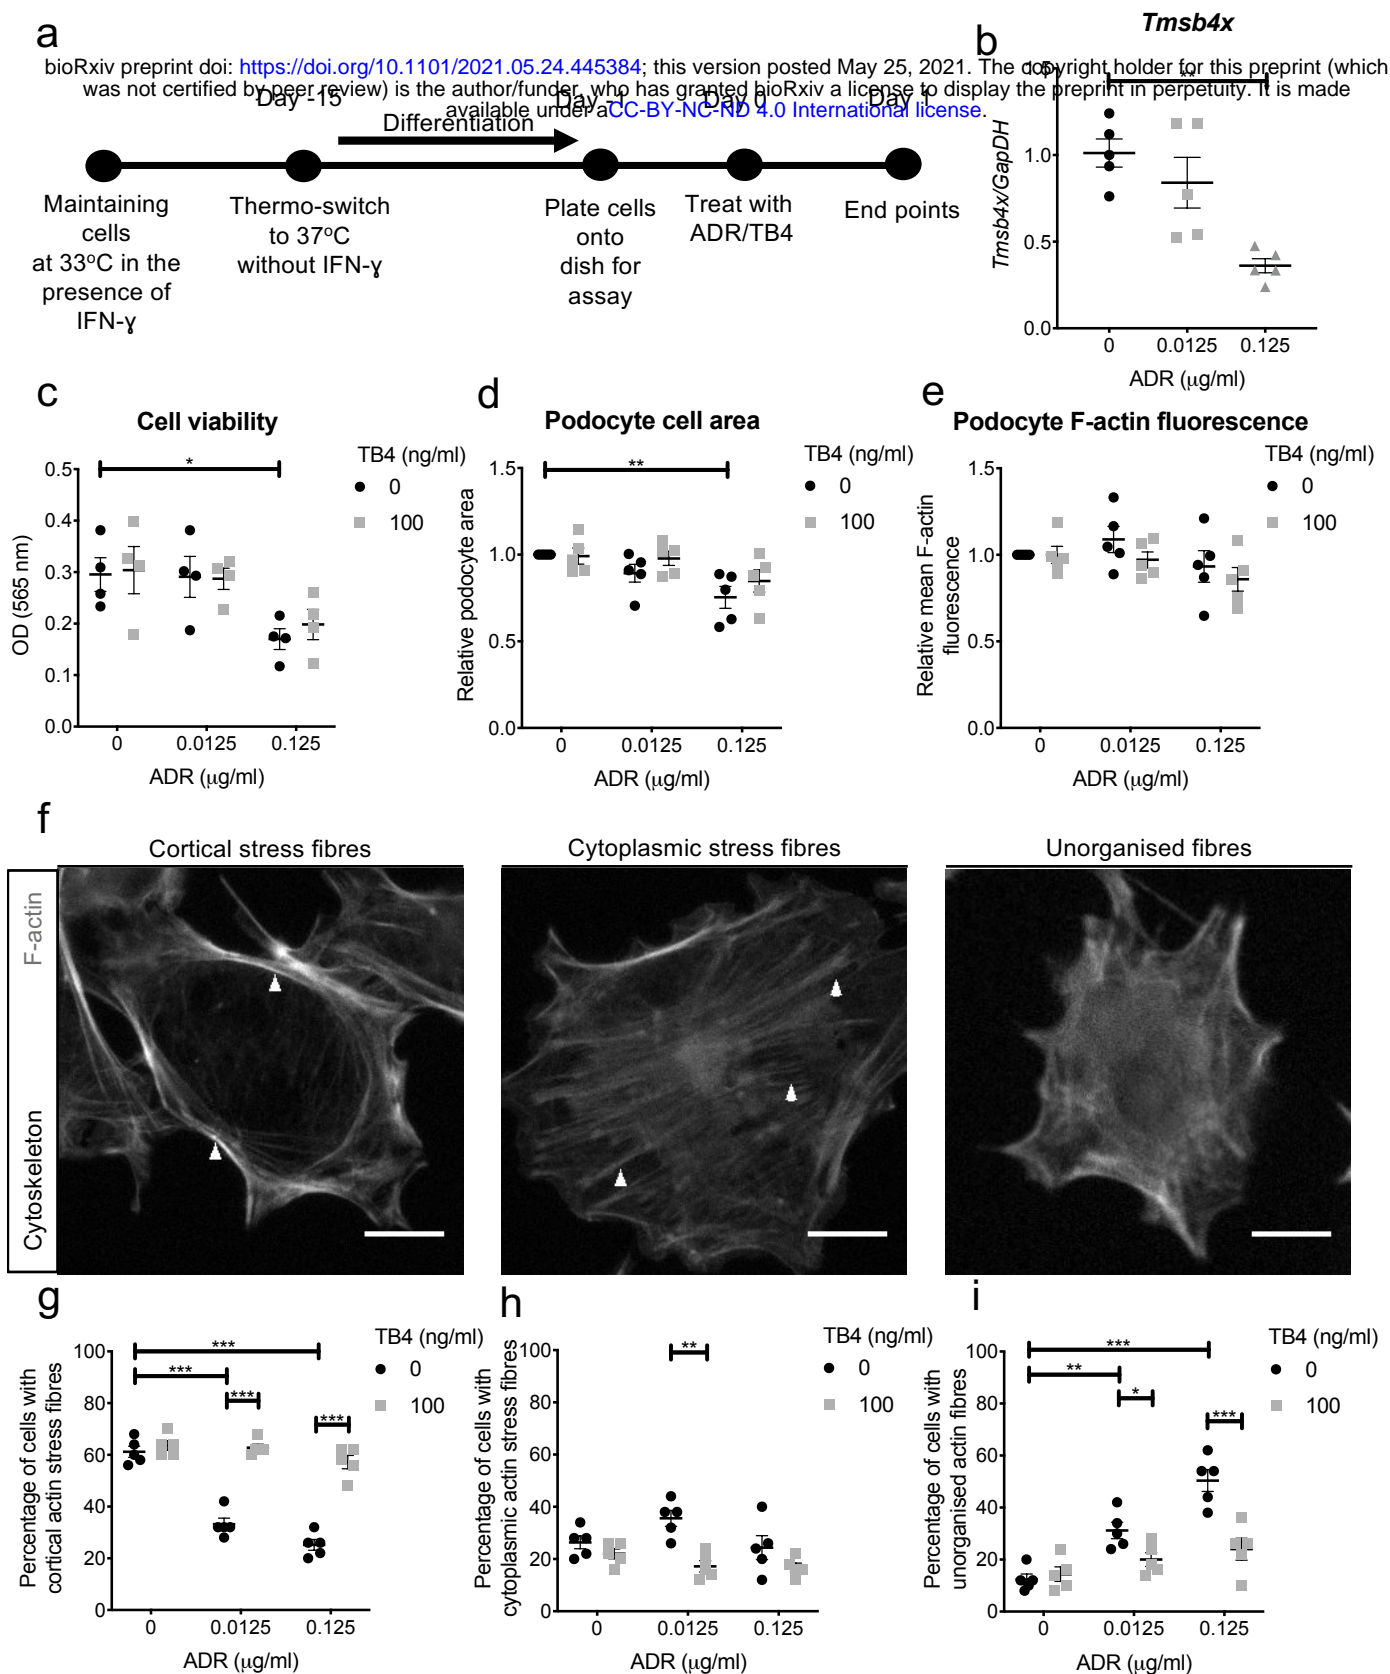 a
bioRxiv preprint doi: https://doi.org/10.1101/2021.05.24.445384; this version posted May 25, 2021. The copyright holder for this preprint (which
was not certified by peer review) is the author/funder, who has granted bioRxiv a license to display the preprint in perpetuity. It is made
available under aCC-BY-NC-ND 4.0 International license.
Day -15
Day -1
Day 0
Day 1
Differentiation
Maintaining
cells
at 33°C in the
presence of
IFN-γ
Thermo-switch
to 37°C
without IFN-γ
Plate cells
onto
dish for
assay
Treat with
ADR/TB4
End points
b
Tmsb4x
Tmsb4x/GapDH
1.5
1.0
0.5
0.0
**
0
0.0125
0.125
ADR (μg/ml)
c
Cell viability
OD (565 nm)
0.5
0.4
0.3
0.2
0.1
0.0
*
TB4 (ng/ml)
0
100
0
0.0125
0.125
ADR (μg/ml)
d
Podocyte cell area
Relative podocyte area
1.5
1.0
0.5
0.0
**
TB4 (ng/ml)
0
100
0
0.0125
0.125
ADR (μg/ml)
e
Podocyte F-actin fluorescence
Relative mean F-actin
fluorescence
1.5
1.0
0.5
0.0
TB4 (ng/ml)
0
100
0
0.0125
0.125
ADR (μg/ml)
f
Cortical stress fibres
Cytoplasmic stress fibres
Unorganised fibres
Cytoskeleton F-actin
g
Percentage of cells with
cortical actin stress fibres
100
80
60
40
20
0
***
***
***
***
TB4 (ng/ml)
0
100
0
0.0125
0.125
ADR (μg/ml)
h
Percentage of cells with
cytoplasmic actin stress fibres
100
80
60
40
20
0
**
TB4 (ng/ml)
0
100
0
0.0125
0.125
ADR (μg/ml)
i
Percentage of cells with
unorganised actin fibres
100
80
60
40
20
0
***
**
*
***
TB4 (ng/ml)
0
100
0
0.0125
0.125
ADR (μg/ml)